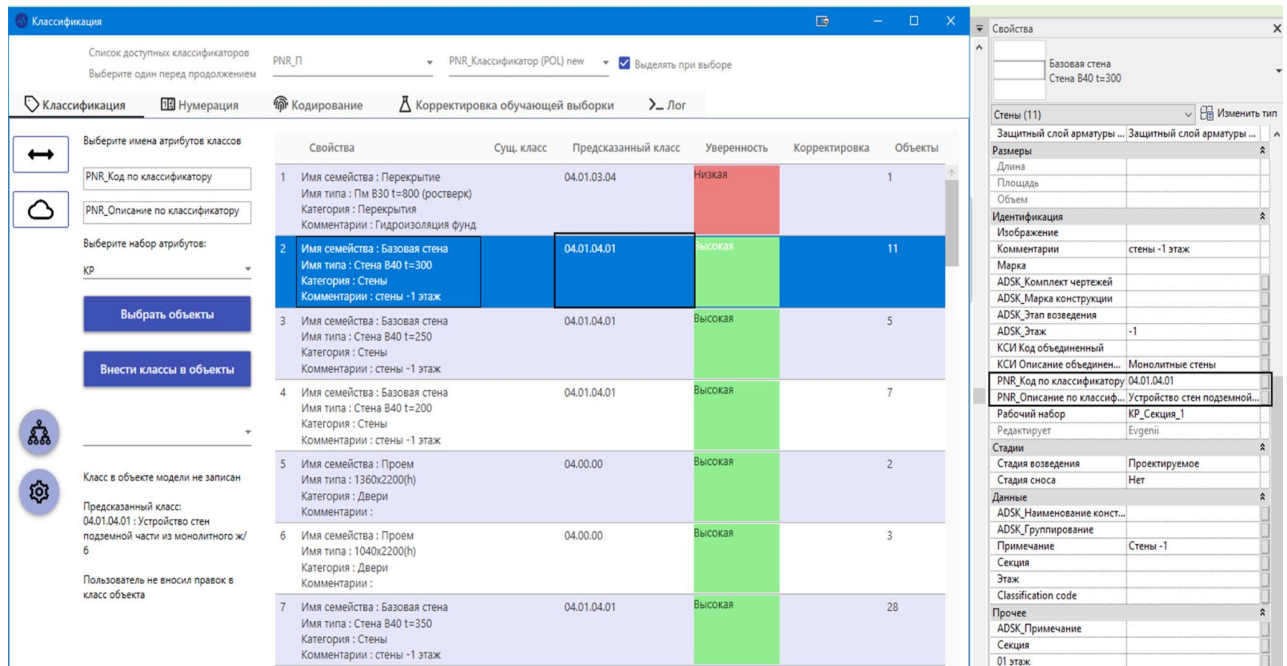 Классификация
Список доступных классификаторов
Выберите один перед продолжением
PNR_П
PNR_Классификатор (POL) new
Выделять при выборе
Классификация
Нумерация
Кодирование
Корректировка обучающей выборки
Лог
Выберите имена атрибутов классов
PNR_Код по классификатору
PNR_Описание по классификатору
Выберите набор атрибутов:
КР
Выбрать объекты
Внести классы в объекты
Класс в объекте модели не записан
Предсказанный класс:
04.01.04.01 : Устройство стен
подземной части из монолитного ж/
б
Пользователь не вносил правок в
класс объекта
Свойства Сущ. класс Предсказанный класс Уверенность Корректировка Объекты
1 Имя семейства : Перекрытие 04.01.03.04 Низкая 1
Имя типа : Пм В30 t=800 (ростверк)
Категория : Перекрытия
Комментарии : Гидроизоляция фунд
2 Имя семейства : Базовая стена 04.01.04.01 Высокая 11
Имя типа : Стена В40 t=300
Категория : Стены
Комментарии : стены -1 этаж
3 Имя семейства : Базовая стена 04.01.04.01 Высокая 5
Имя типа : Стена В40 t=250
Категория : Стены
Комментарии : стены -1 этаж
4 Имя семейства : Базовая стена 04.01.04.01 Высокая 7
Имя типа : Стена В40 t=200
Категория : Стены
Комментарии : стены -1 этаж
5 Имя семейства : Проем 04.00.00 Высокая 2
Имя типа : 1360x2200(h)
Категория : Двери
Комментарии :
6 Имя семейства : Проем 04.00.00 Высокая 3
Имя типа : 1040x2200(h)
Категория : Двери
Комментарии :
7 Имя семейства : Базовая стена 04.01.04.01 Высокая 28
Имя типа : Стена В40 t=350
Категория : Стены
Комментарии : стены -1 этаж
Свойства
Базовая стена
Стена В40 t=300
Стены (11)
Изменить тип
Защитный слой арматуры ... Защитный слой арматуры ...
Размеры
Длина
Площадь
Объем
Идентификация
Изображение
Комментарии стены -1 этаж
Марка
ADSK_Комплект чертежей
ADSK_Марка конструкции
ADSK_Этап возведения
ADSK_Этаж -1
КСИ Код объединенный
КСИ Описание объединен... Монолитные стены
PNR_Код по классификатору 04.01.04.01
PNR_Описание по классиф... Устройство стен подземной...
Рабочий набор КР_Секция_1
Редактирует Evgenii
Стадии
Стадия возведения Проектируемое
Стадия сноса Нет
Данные
ADSK_Наименование конст...
ADSK_Группирование
Примечание Стены -1
Секция
Этаж
Classification code
Прочее
ADSK_Примечание
Секция
01 этаж